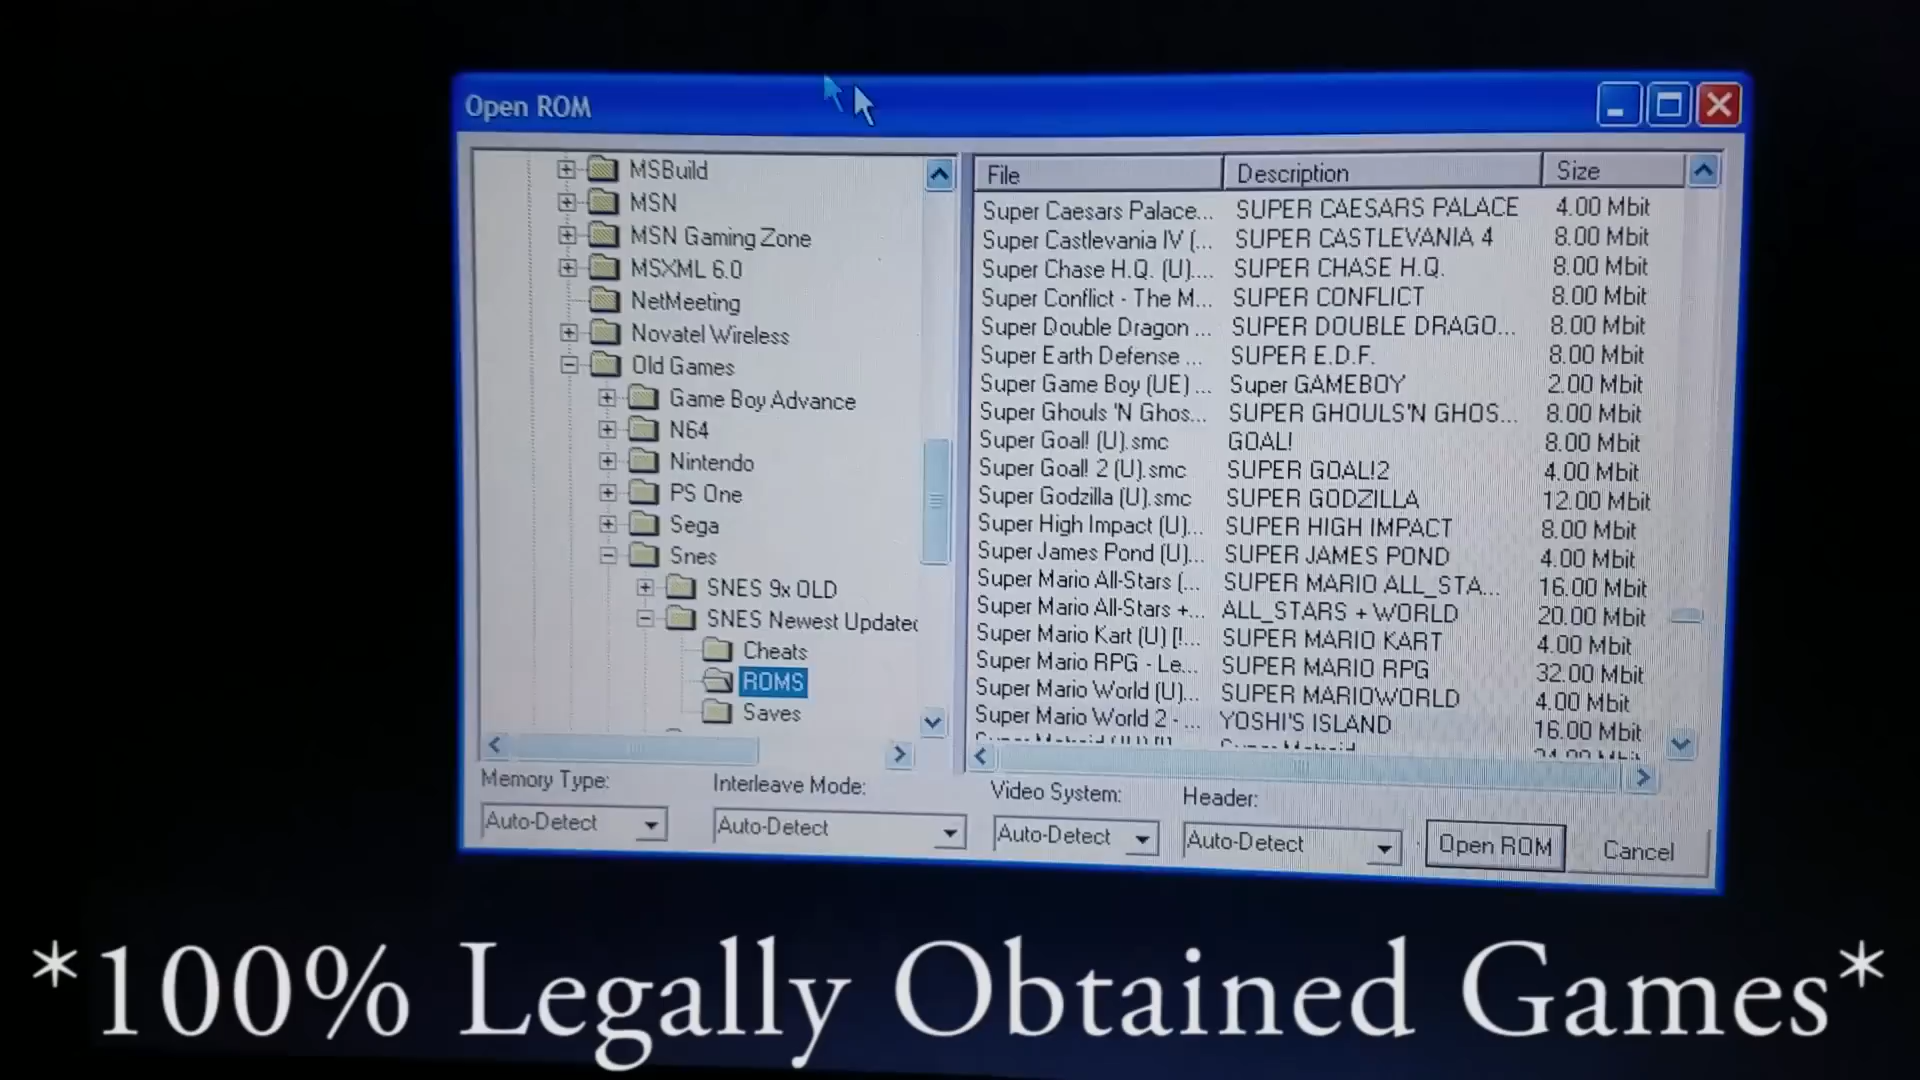 Open ROM
MSBuild
MSN
MSN Gaming Zone
MSXML 6.0
NetMeeting
Novatel Wireless
Old Games
Game Boy Advance
N64
Nintendo
PS One
Sega
Snes
SNES 9x OLD
SNES Newest Updated
Cheats
ROMS
Saves
File Description Size
Super Caesars Palace... SUPER CAESARS PALACE 4.00 Mbit
Super Castlevania IV (... SUPER CASTLEVANIA 4 8.00 Mbit
Super Chase H.Q. (U).... SUPER CHASE H.Q. 8.00 Mbit
Super Conflict - The M... SUPER CONFLICT 8.00 Mbit
Super Double Dragon ... SUPER DOUBLE DRAGO... 8.00 Mbit
Super Earth Defense ... SUPER E.D.F. 8.00 Mbit
Super Game Boy (UE) ... Super GAMEBOY 2.00 Mbit
Super Ghouls 'N Ghos... SUPER GHOULS'N GHOS... 8.00 Mbit
Super Goal! (U).smc GOAL! 8.00 Mbit
Super Goal! 2 (U).smc SUPER GOAL!2 4.00 Mbit
Super Godzilla (U).smc SUPER GODZILLA 12.00 Mbit
Super High Impact (U)... SUPER HIGH IMPACT 8.00 Mbit
Super James Pond (U)... SUPER JAMES POND 4.00 Mbit
Super Mario All-Stars (... SUPER MARIO ALL_STA... 16.00 Mbit
Super Mario All-Stars +... ALL_STARS + WORLD 20.00 Mbit
Super Mario Kart (U) [!... SUPER MARIO KART 4.00 Mbit
Super Mario RPG - Le... SUPER MARIO RPG 32.00 Mbit
Super Mario World (U)... SUPER MARIOWORLD 4.00 Mbit
Super Mario World 2 - ... YOSHI'S ISLAND 16.00 Mbit
Super Metroid (JU) [!] Super Metroid 24.00 Mbit
Memory Type: Interleave Mode: Video System: Header:
Auto-Detect Auto-Detect Auto-Detect Auto-Detect Open ROM Cancel
*100% Legally Obtained Games*